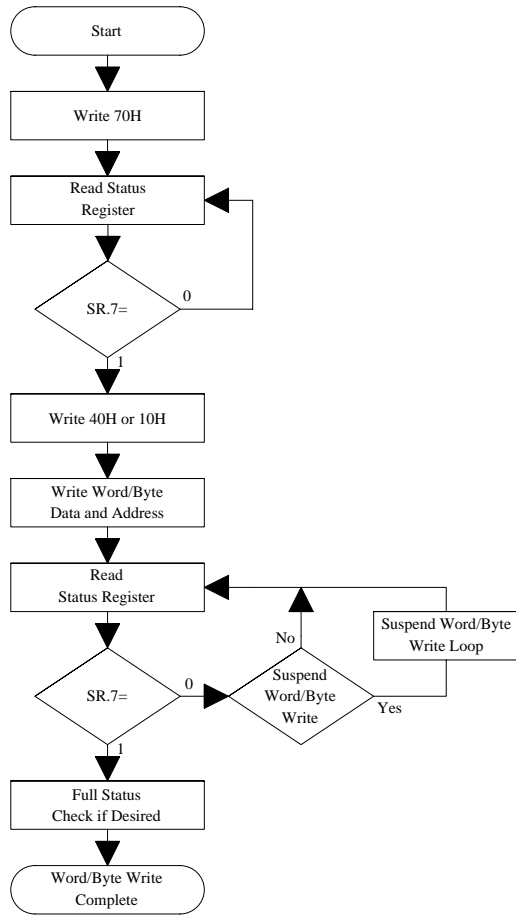 Start
Write 70H
Read Status
Register
SR.7=
0
1
Write 40H or 10H
Write Word/Byte
Data and Address
Read
Status Register
SR.7=
0
1
Suspend
Word/Byte
Write
No
Yes
Suspend Word/Byte
Write Loop
Full Status
Check if Desired
Word/Byte Write
Complete